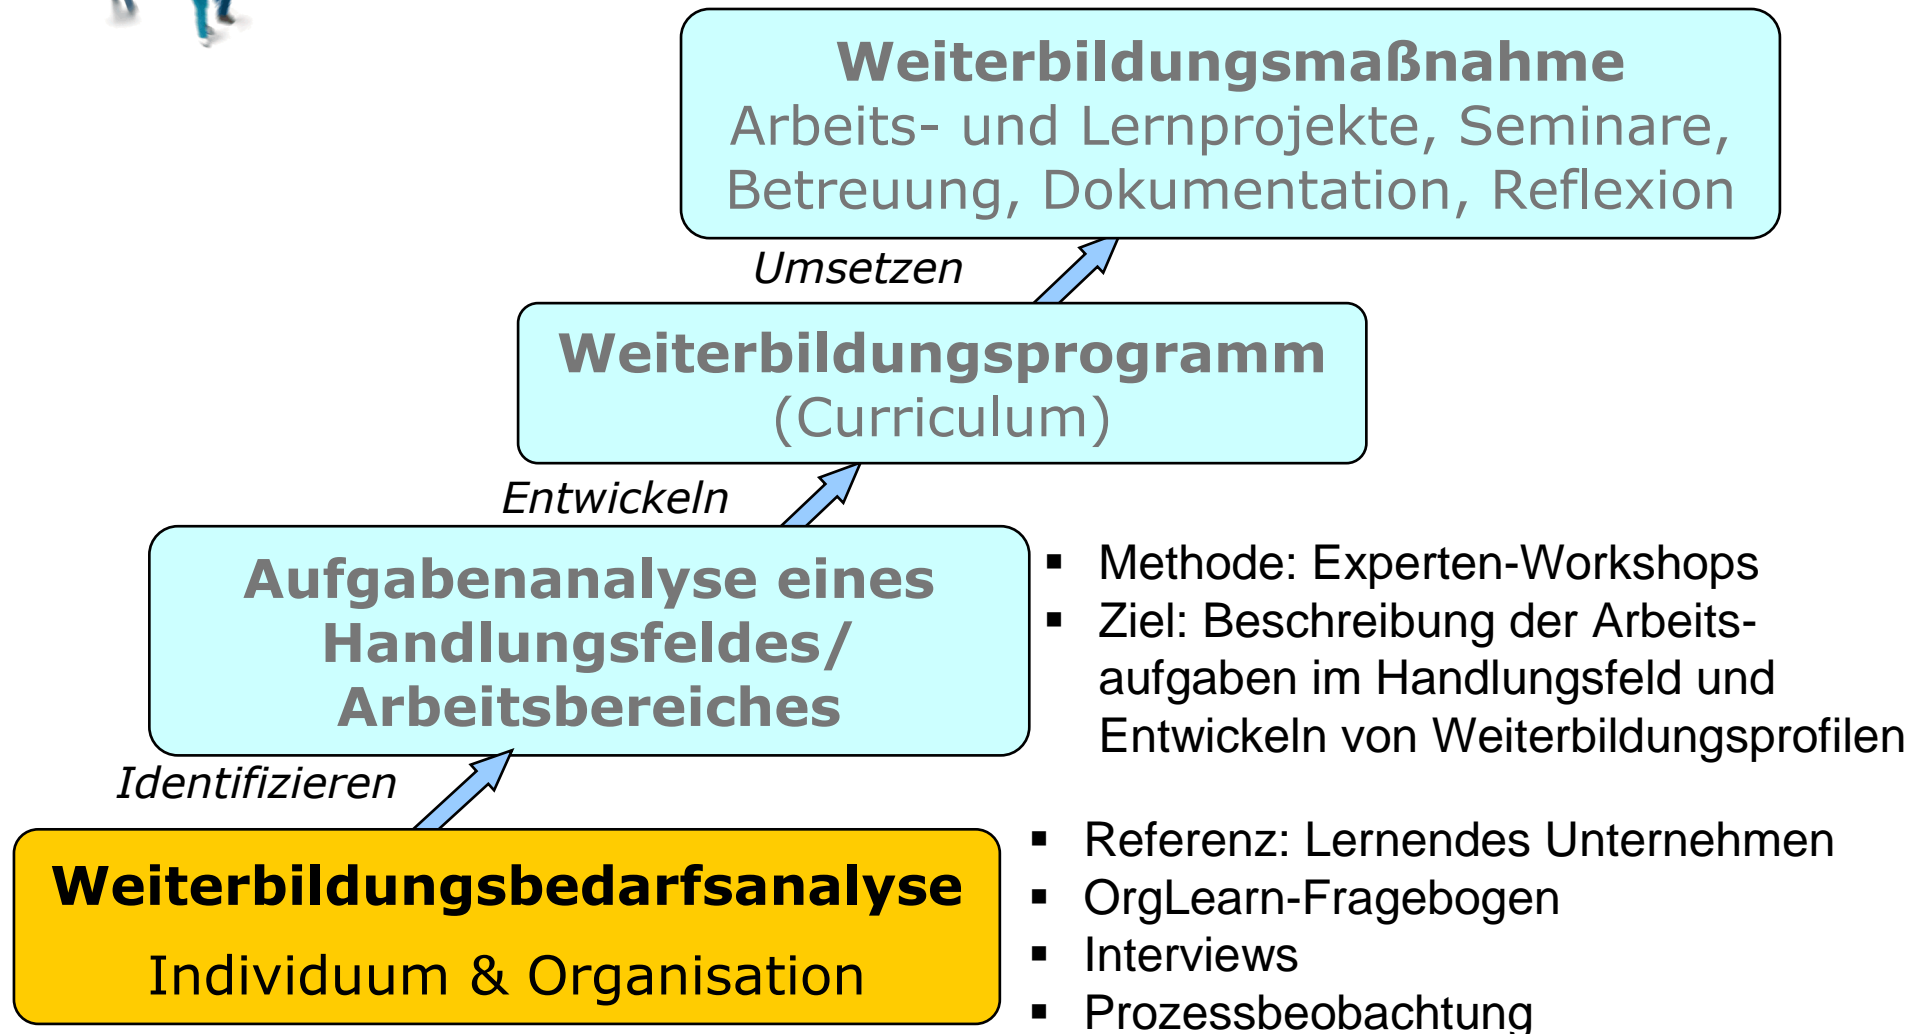 Weiterbildungsmaßnahme
Arbeits- und Lernprojekte, Seminare,
Betreuung, Dokumentation, Reflexion
Umsetzen
Weiterbildungsprogramm
(Curriculum)
Entwickeln
Aufgabenanalyse eines
Handlungsfeldes/
Arbeitsbereiches
▪ Methode: Experten-Workshops
▪ Ziel: Beschreibung der Arbeits-
aufgaben im Handlungsfeld und
Entwickeln von Weiterbildungsprofilen
Identifizieren
Weiterbildungsbedarfsanalyse
Individuum & Organisation
▪ Referenz: Lernendes Unternehmen
▪ OrgLearn-Fragebogen
▪ Interviews
▪ Prozessbeobachtung